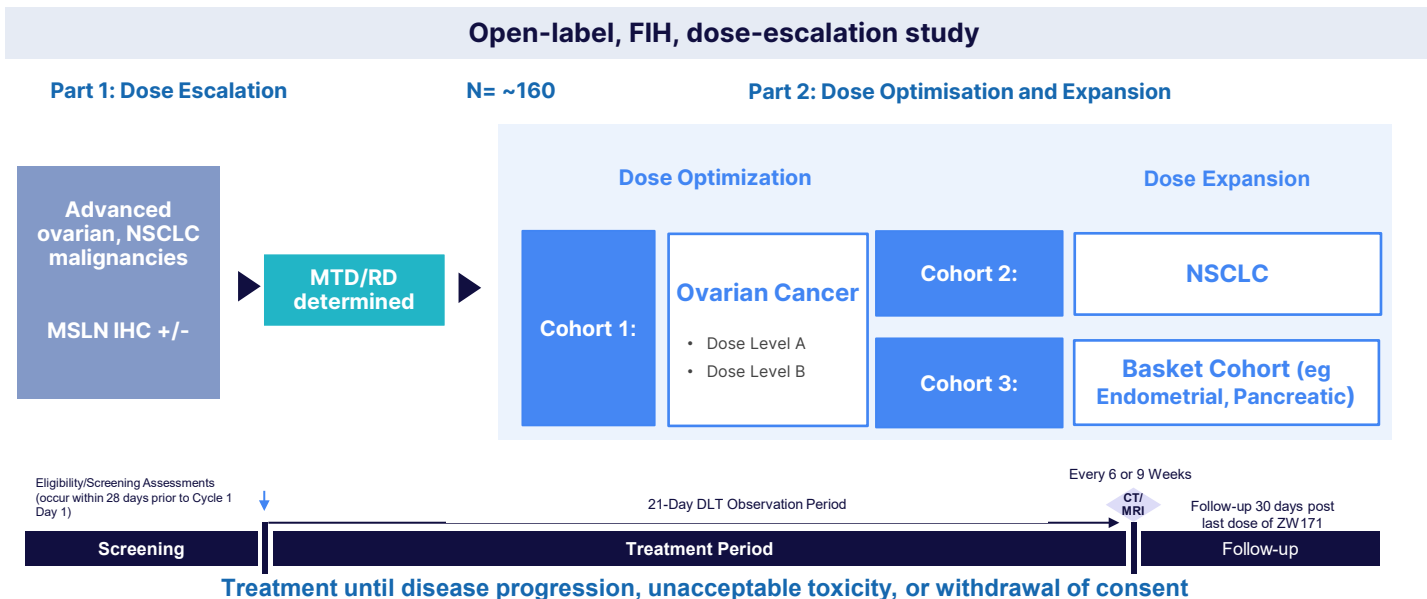 Open-label, FIH, dose-escalation study
Part 1: Dose Escalation
N= ~160
Part 2: Dose Optimisation and Expansion
Advanced
ovarian, NSCLC
malignancies
MSLN IHC +/-
MTD/RD
determined
Dose Optimization
Cohort 1:
Ovarian Cancer
• Dose Level A
• Dose Level B
Dose Expansion
Cohort 2:
NSCLC
Cohort 3:
Basket Cohort (eg
Endometrial, Pancreatic)
Eligibility/Screening Assessments
(occur within 28 days prior to Cycle 1
Day 1)
21-Day DLT Observation Period
Every 6 or 9 Weeks
CT/
MRI
Follow-up 30 days post
last dose of ZW171
Screening
Treatment Period
Follow-up
Treatment until disease progression, unacceptable toxicity, or withdrawal of consent